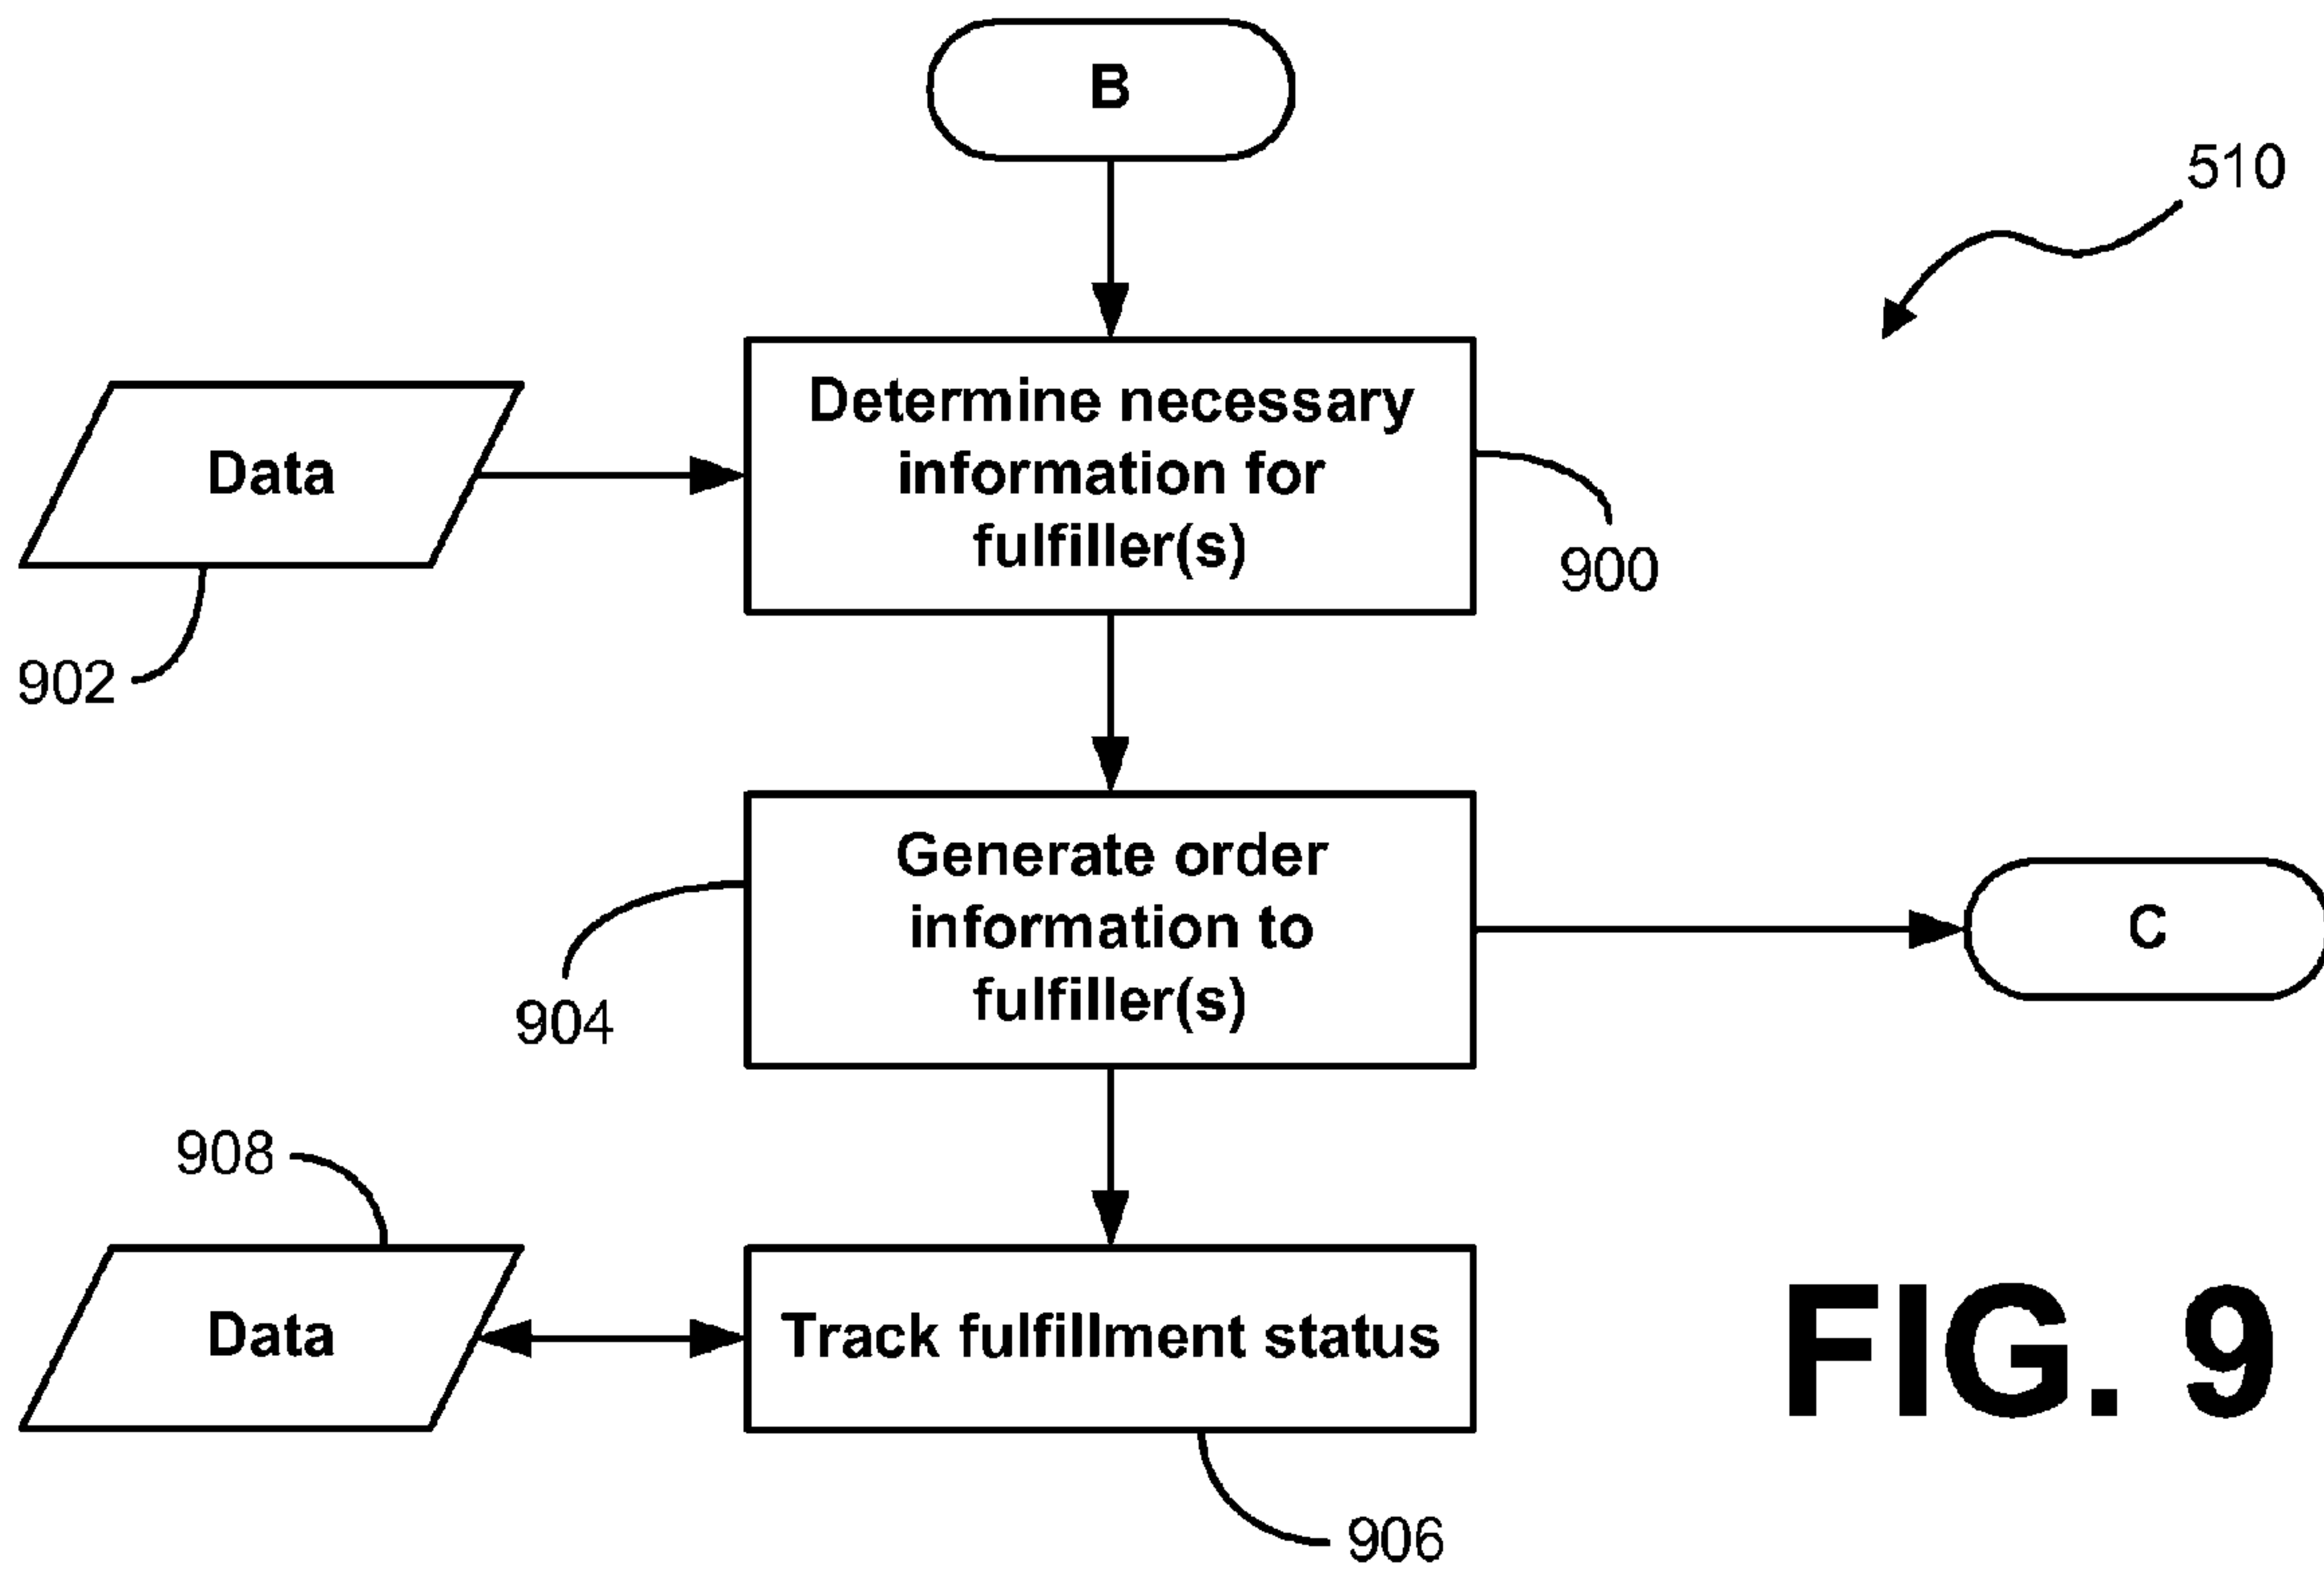 B
510
Determine necessary
information for
fulfiller(s)
Data
900
902
Generate order
information to
fulfiller(s)
C
904
908
Data
Track fulfillment status
FIG. 9
906